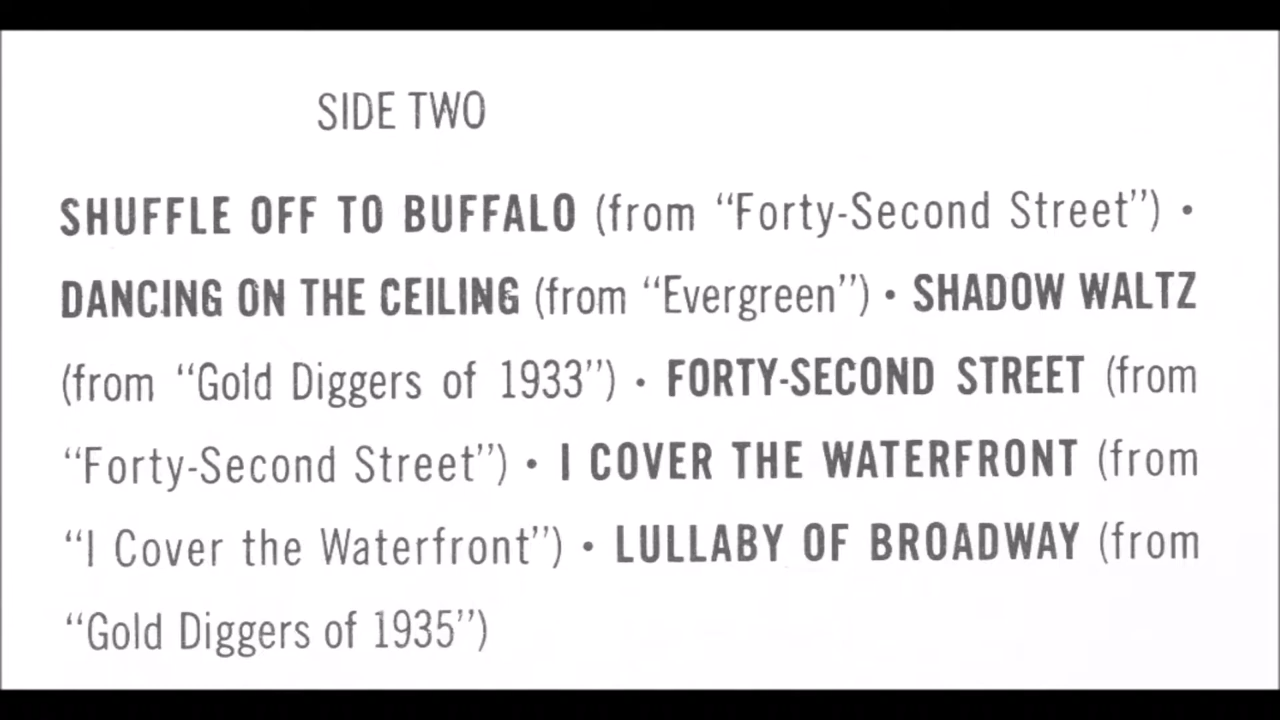 SIDE TWO
SHUFFLE OFF TO BUFFALO (from “Forty-Second Street”) •
DANCING ON THE CEILING (from “Evergreen”) • SHADOW WALTZ
(from “Gold Diggers of 1933”) • FORTY-SECOND STREET (from
“Forty-Second Street”) • I COVER THE WATERFRONT (from
“I Cover the Waterfront”) • LULLABY OF BROADWAY (from
“Gold Diggers of 1935”)